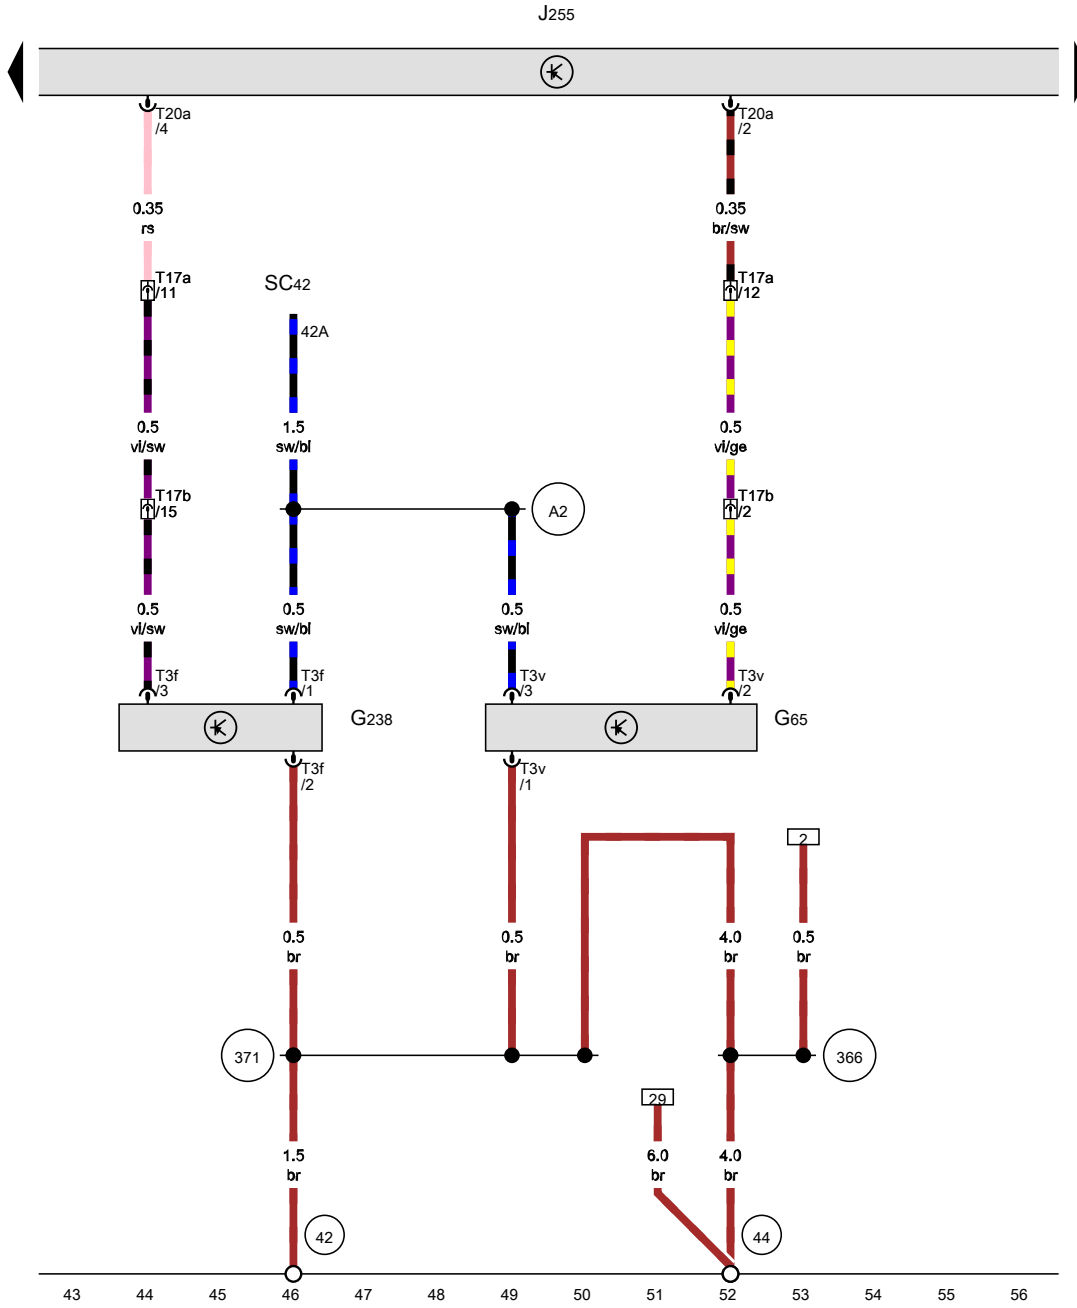 J255
T20a
/4
T20a
/2
0.35
rs
0.35
br/sw
T17a
/11
SC42
T17a
/12
42A
0.5
vi/sw
1.5
sw/bl
0.5
vi/ge
T17b
/15
A2
T17b
/2
0.5
vi/sw
0.5
sw/bl
0.5
sw/bl
0.5
vi/ge
T3f
/3
T3f
/1
T3v
/3
T3v
/2
G238
G65
T3f
/2
T3v
/1
2
0.5
br
0.5
br
4.0
br
0.5
br
371
366
29
1.5
br
6.0
br
4.0
br
42
44
43 44 45 46 47 48 49 50 51 52 53 54 55 56